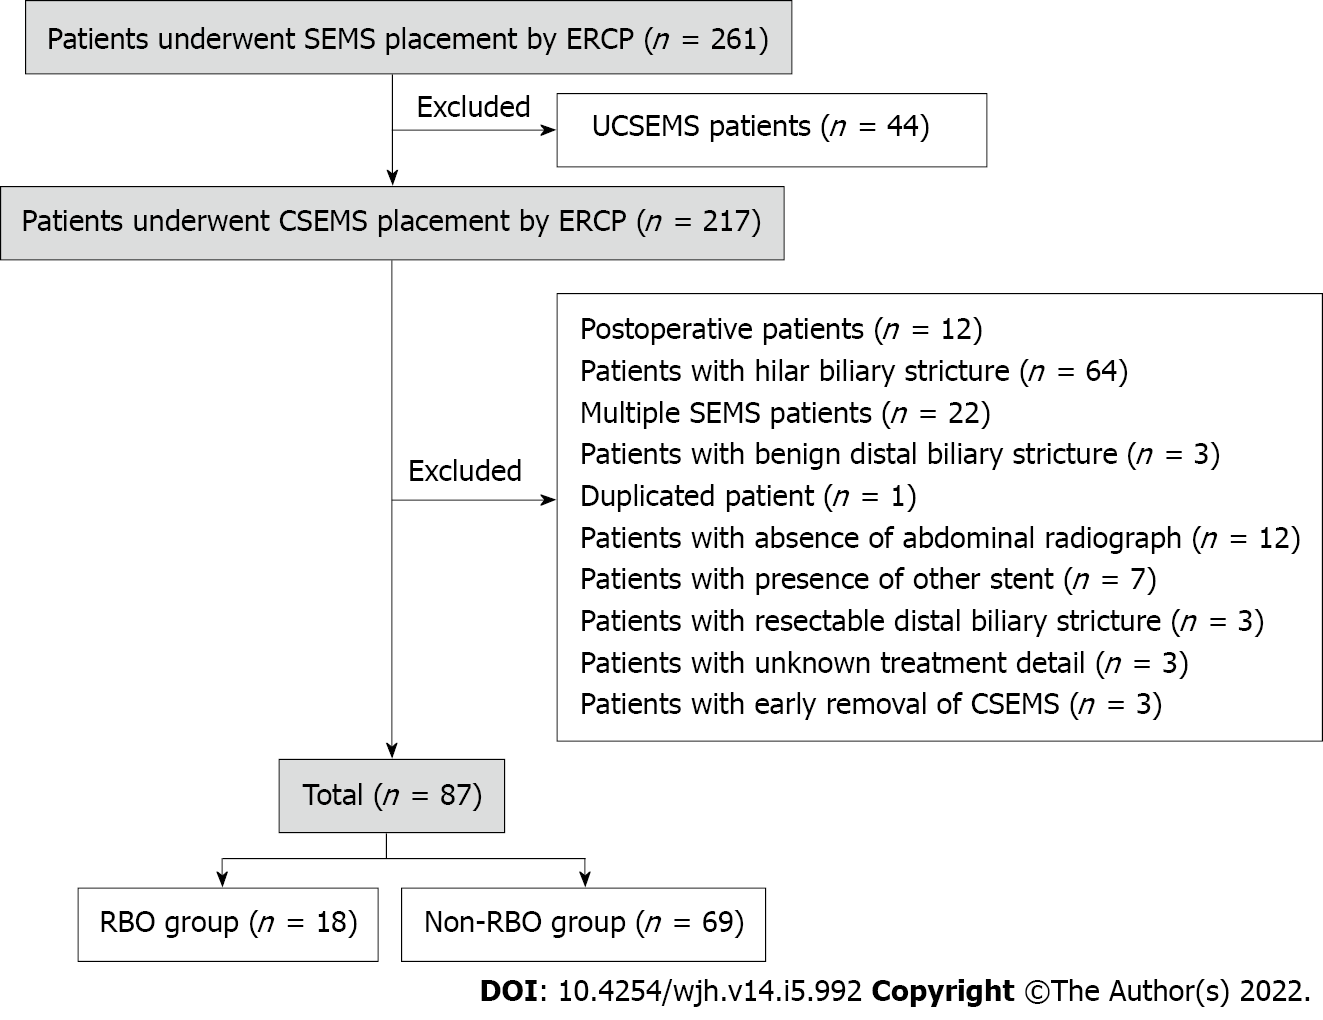 Patients underwent SEMS placement by ERCP (n = 261)
Excluded
UCSEMS patients (n = 44)
Patients underwent CSEMS placement by ERCP (n = 217)
Excluded
Postoperative patients (n = 12)
Patients with hilar biliary stricture (n = 64)
Multiple SEMS patients (n = 22)
Patients with benign distal biliary stricture (n = 3)
Duplicated patient (n = 1)
Patients with absence of abdominal radiograph (n = 12)
Patients with presence of other stent (n = 7)
Patients with resectable distal biliary stricture (n = 3)
Patients with unknown treatment detail (n = 3)
Patients with early removal of CSEMS (n = 3)
Total (n = 87)
RBO group (n = 18)
Non-RBO group (n = 69)
DOI: 10.4254/wjh.v14.i5.992 Copyright ©The Author(s) 2022.